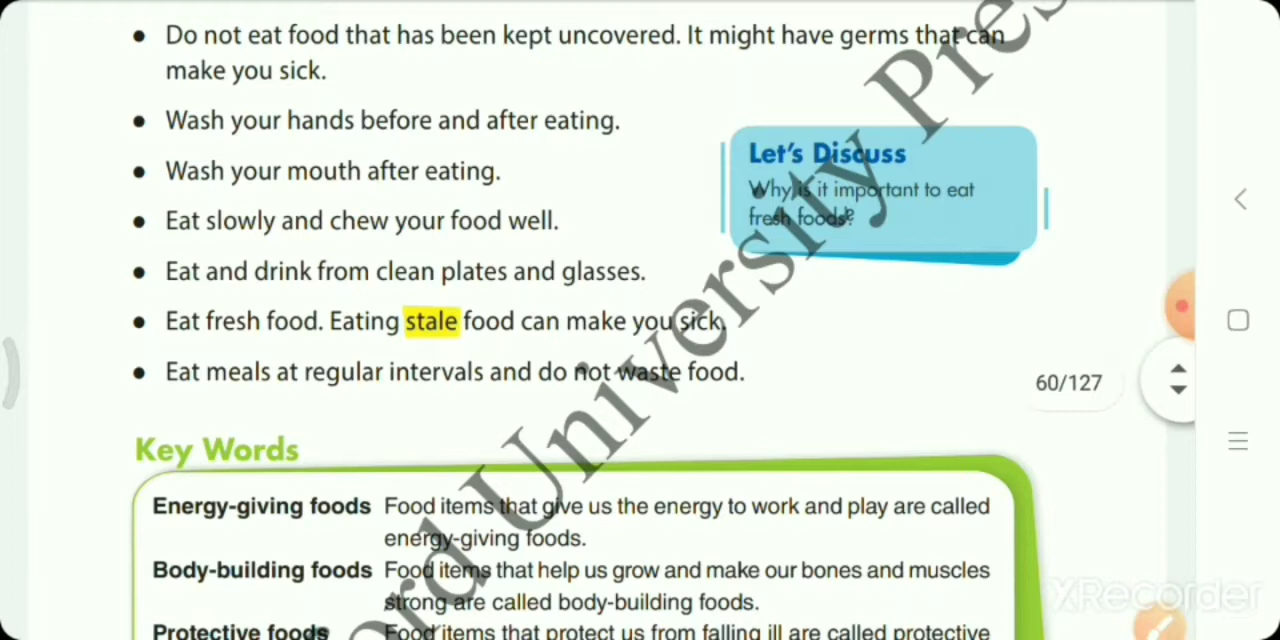 • Do not eat food that has been kept uncovered. It might have germs that can
make you sick.
• Wash your hands before and after eating.
• Wash your mouth after eating.
• Eat slowly and chew your food well.
• Eat and drink from clean plates and glasses.
• Eat fresh food. Eating stale food can make you sick.
• Eat meals at regular intervals and do not waste food.
Let's Discuss
Why is it important to eat
fresh foods?
60/127
Key Words
Energy-giving foods Food items that give us the energy to work and play are called
energy-giving foods.
Body-building foods Food items that help us grow and make our bones and muscles
strong are called body-building foods.
Protective foods Food items that protect us from falling ill are called protective
ord University Pres
XRecorder